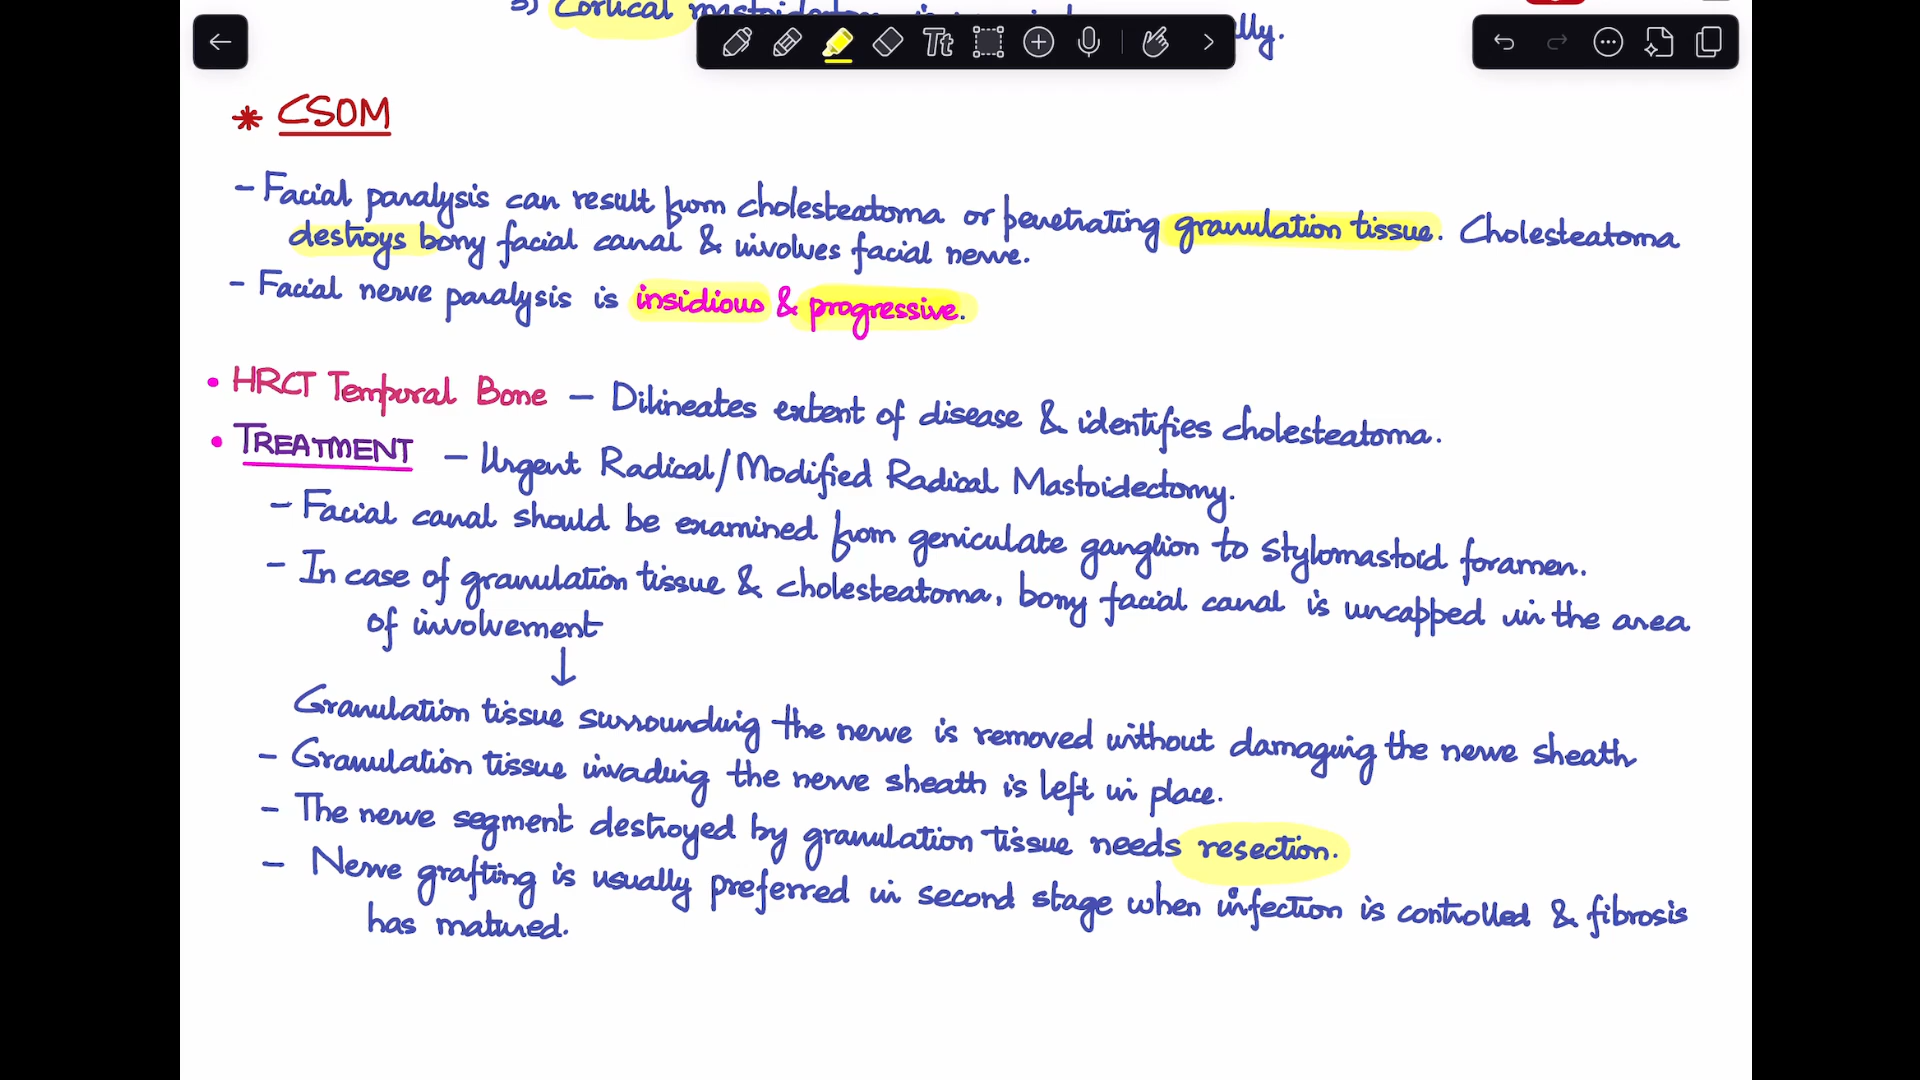 3) Cortical
lly.
Tt
* CSOM
- Facial paralysis can result from cholesteatoma or penetrating granulation tissue. Cholesteatoma
destroys bony facial canal & involves facial nerve.
- Facial nerve paralysis is insidious & progressive.
• HRCT Temporal Bone - Dilineates extent of disease & identifies cholesteatoma.
• TREATMENT - Urgent Radical/Modified Radical Mastoidectomy.
- Facial canal should be examined from geniculate ganglion to stylomastoid foramen.
- In case of granulation tissue & cholesteatoma, bony facial canal is uncapped in the area
of involvement
↓
Granulation tissue surrounding the nerve is removed without damaging the nerve sheath
- Granulation tissue invading the nerve sheath is left in place.
- The nerve segment destroyed by granulation tissue needs resection.
- Nerve grafting is usually preferred in second stage when infection is controlled & fibrosis
has matured.